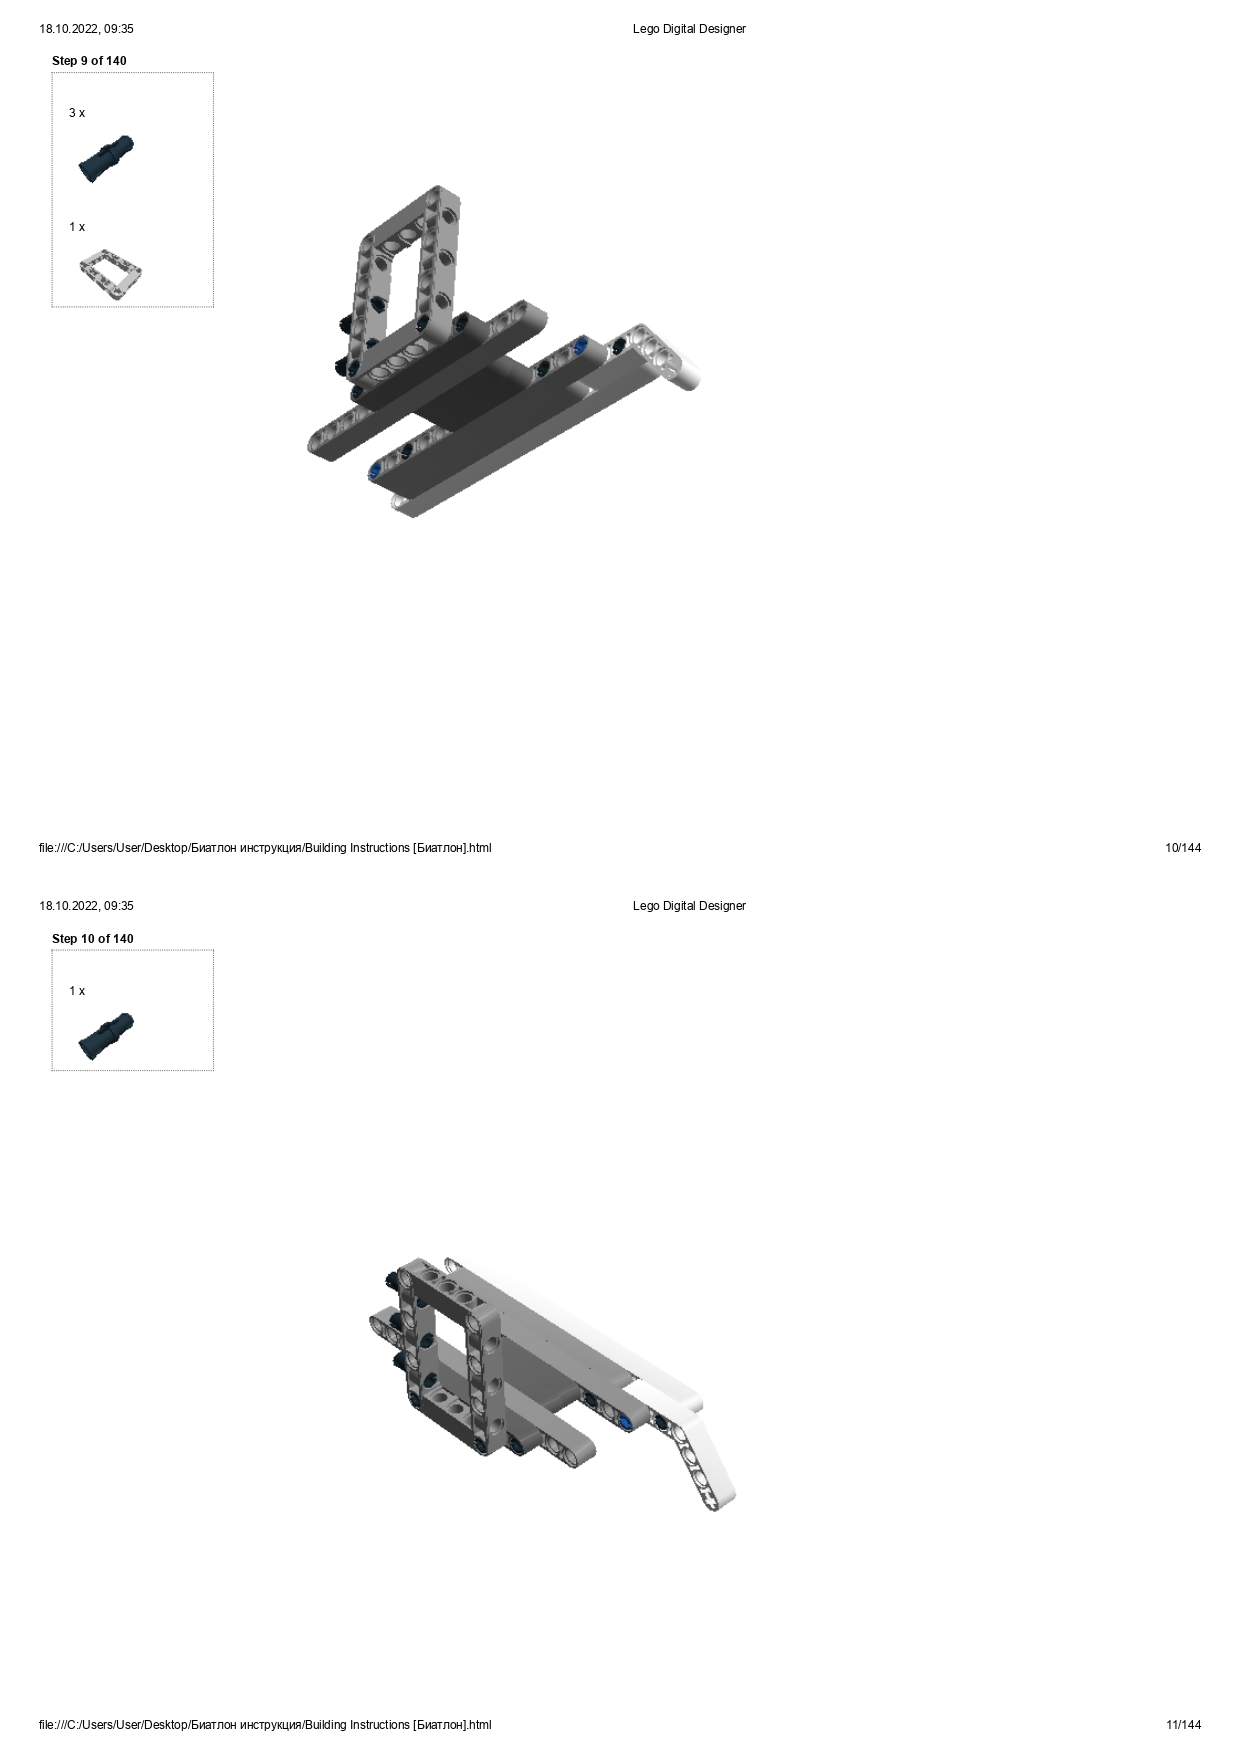 18.10.2022, 09:35 Lego Digital Designer
Step 9 of 140
3 x
1 x
file:///C:/Users/User/Desktop/Биатлон инструкция/Building Instructions [Биатлон].html 10/144
18.10.2022, 09:35 Lego Digital Designer
Step 10 of 140
1 x
file:///C:/Users/User/Desktop/Биатлон инструкция/Building Instructions [Биатлон].html 11/144